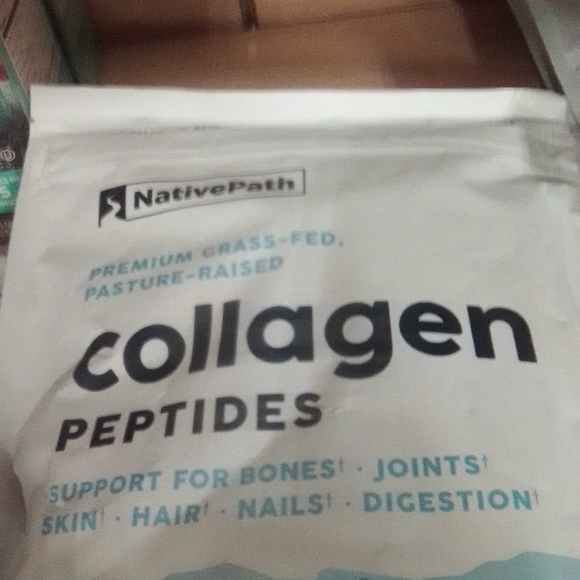 NativePath
PREMIUM GRASS-FED,
PASTURE-RAISED
collagen
PEPTIDES
SUPPORT FOR BONES† · JOINTS†
SKIN† · HAIR† · NAILS† · DIGESTION†